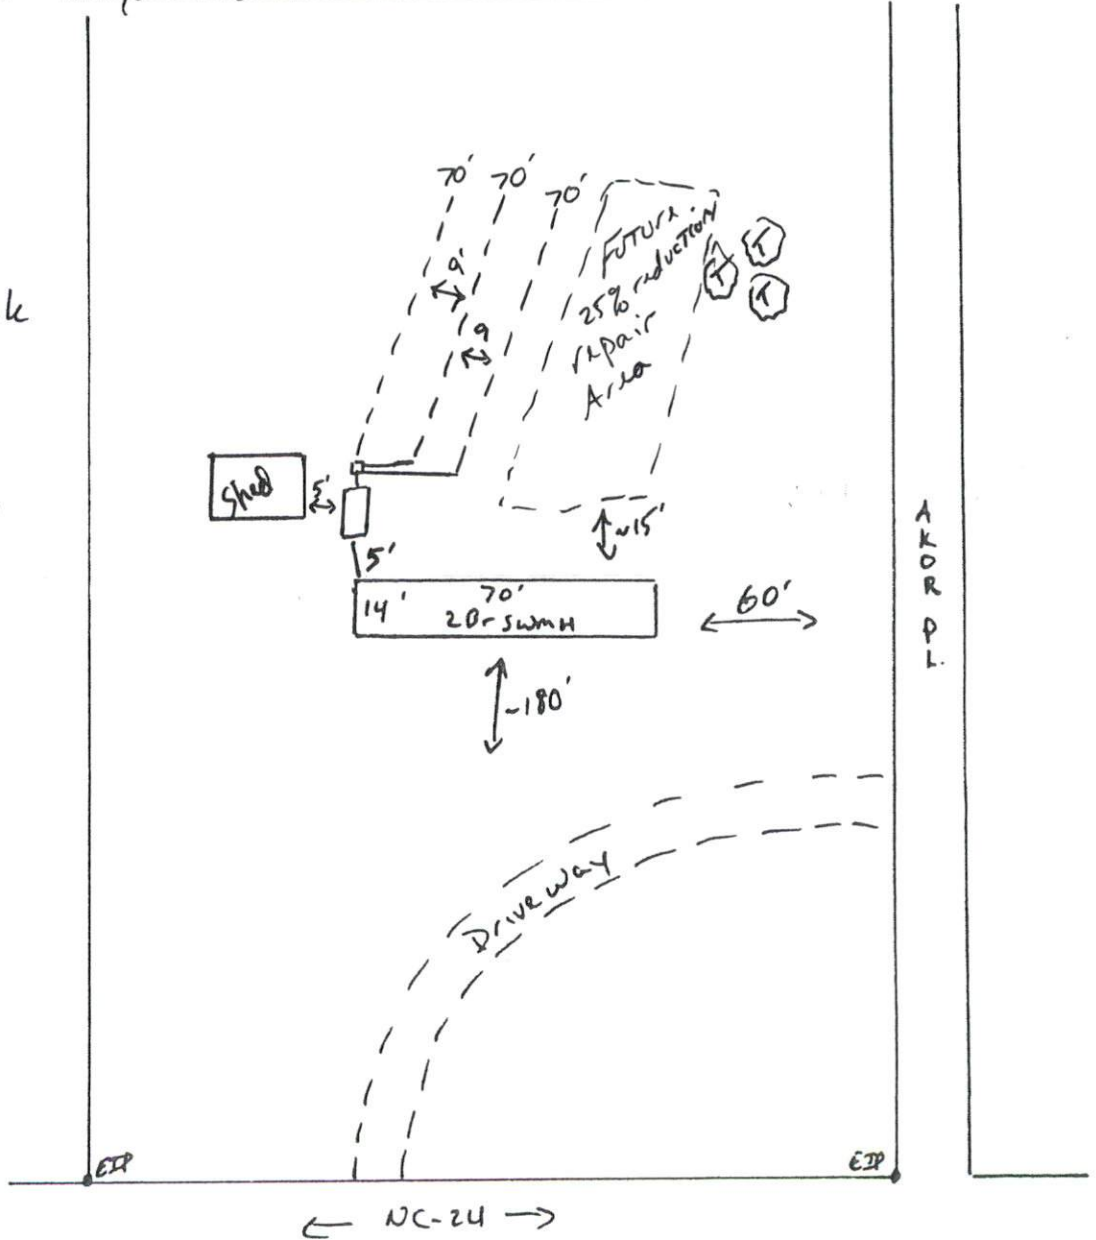 k
70' 70' 70'
9'
9
Future
25% reduction
repair
Area
T
T
T
Shed
5'
5'
~15'
14' 70'
2Br SWMH
60'
AKOR PL.
~180'
Driveway
EIP
EIP
← NC-24 →